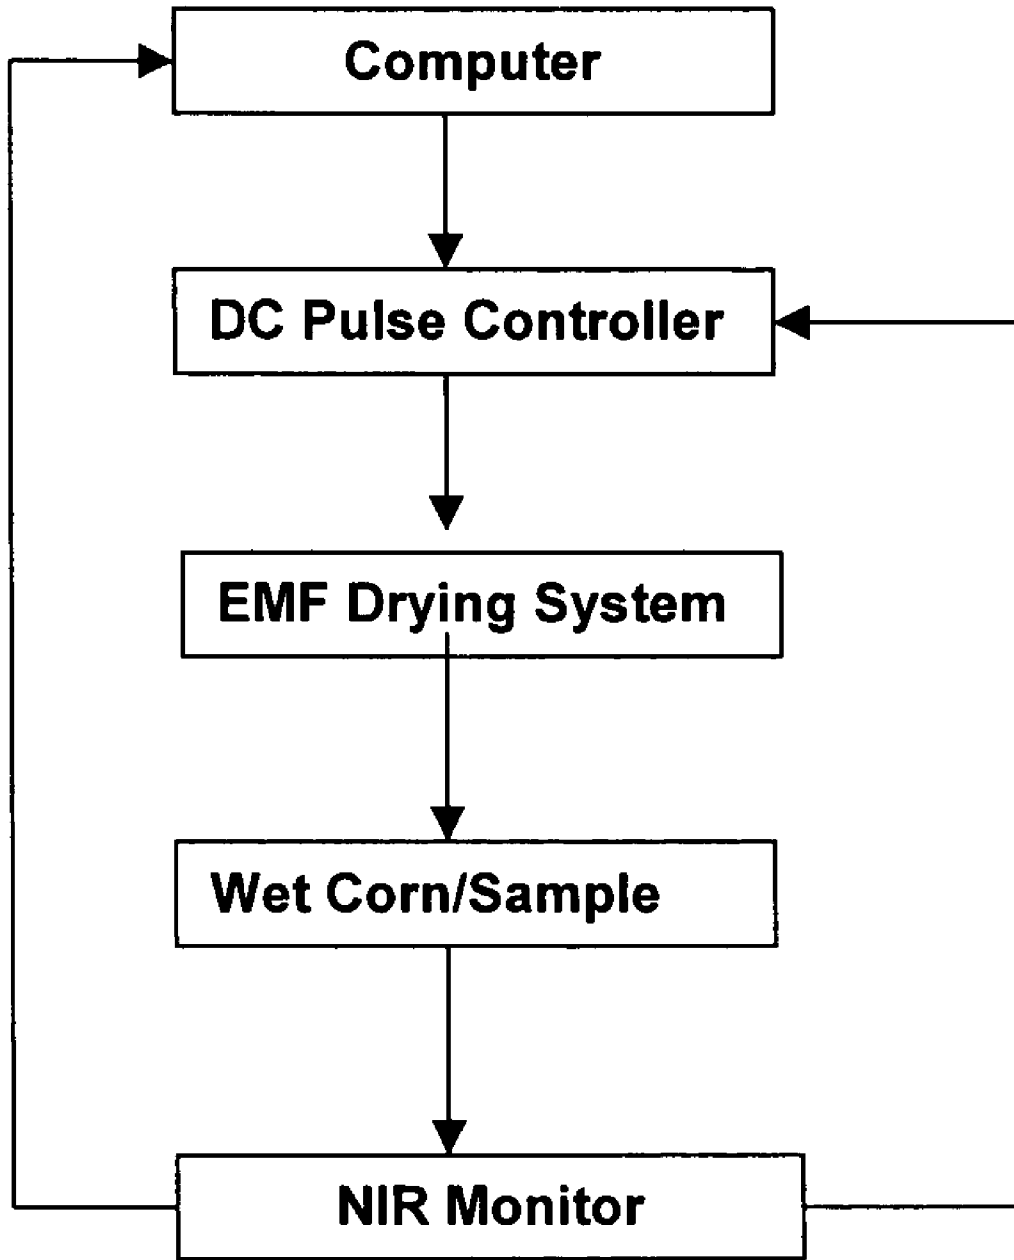 Computer
DC Pulse Controller
EMF Drying System
Wet Corn/Sample
NIR Monitor